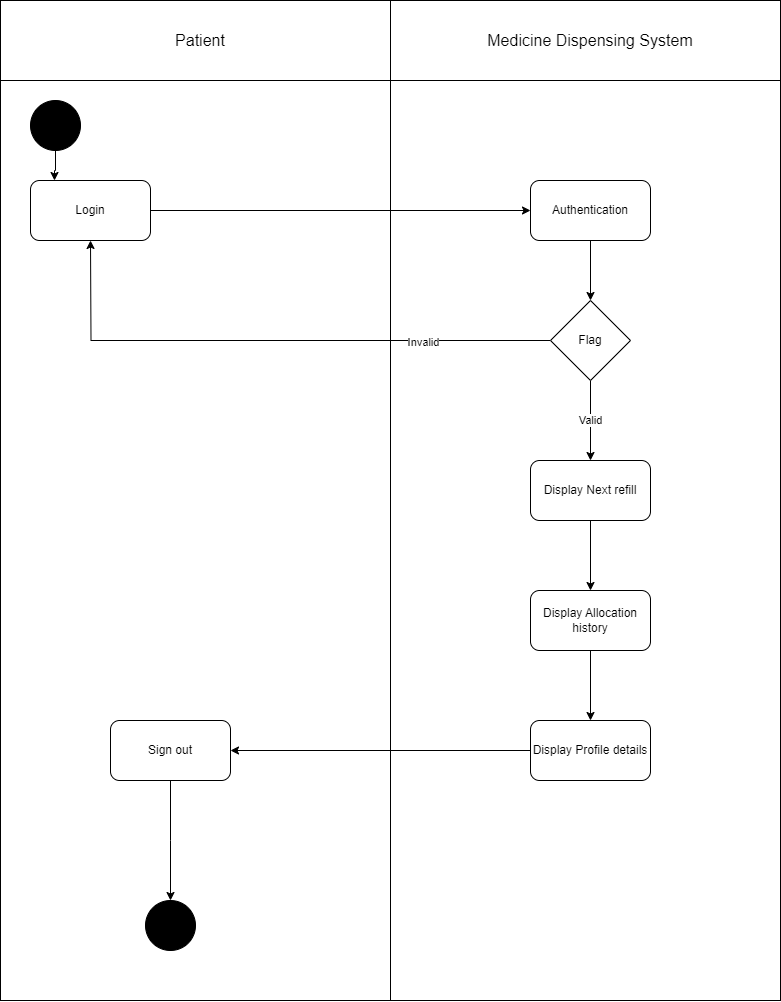 Patient
Medicine Dispensing System
Login
Authentication
Flag
Invalid
Valid
Display Next refill
Display Allocation
history
Sign out
Display Profile details